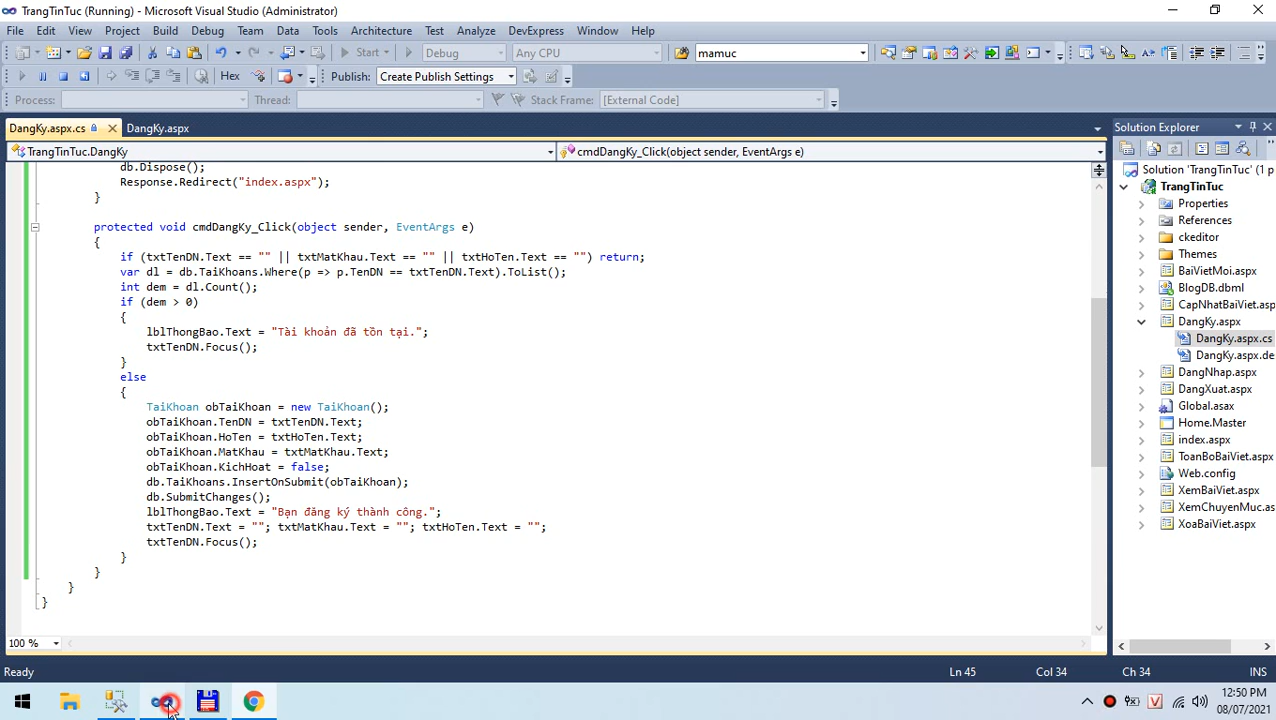 TrangTinTuc (Running) - Microsoft Visual Studio (Administrator)
File Edit View Project Build Debug Team Data Tools Architecture Test Analyze DevExpress Window Help
Start Debug Any CPU mamuc
Hex Publish: Create Publish Settings
Process: Thread: Stack Frame: [External Code]
DangKy.aspx.cs DangKy.aspx
TrangTinTuc.DangKy cmdDangKy_Click(object sender, EventArgs e)
db.Dispose();
Response.Redirect("index.aspx");
}
protected void cmdDangKy_Click(object sender, EventArgs e)
{
if (txtTenDN.Text == "" || txtMatKhau.Text == "" || txtHoTen.Text == "") return;
var dl = db.TaiKhoans.Where(p => p.TenDN == txtTenDN.Text).ToList();
int dem = dl.Count();
if (dem > 0)
{
lblThongBao.Text = "Tài khoản đã tồn tại.";
txtTenDN.Focus();
}
else
{
TaiKhoan obTaiKhoan = new TaiKhoan();
obTaiKhoan.TenDN = txtTenDN.Text;
obTaiKhoan.HoTen = txtHoTen.Text;
obTaiKhoan.MatKhau = txtMatKhau.Text;
obTaiKhoan.KichHoat = false;
db.TaiKhoans.InsertOnSubmit(obTaiKhoan);
db.SubmitChanges();
lblThongBao.Text = "Bạn đăng ký thành công.";
txtTenDN.Text = ""; txtMatKhau.Text = ""; txtHoTen.Text = "";
txtTenDN.Focus();
}
}
}
}
100 %
Solution Explorer
Solution 'TrangTinTuc' (1 p
TrangTinTuc
Properties
References
ckeditor
Themes
BaiVietMoi.aspx
BlogDB.dbml
CapNhatBaiViet.asp
DangKy.aspx
DangKy.aspx.cs
DangKy.aspx.de
DangNhap.aspx
DangXuat.aspx
Global.asax
Home.Master
index.aspx
ToanBoBaiViet.aspx
Web.config
XemBaiViet.aspx
XemChuyenMuc.as
XoaBaiViet.aspx
Ready Ln 45 Col 34 Ch 34 INS
12:50 PM
08/07/2021